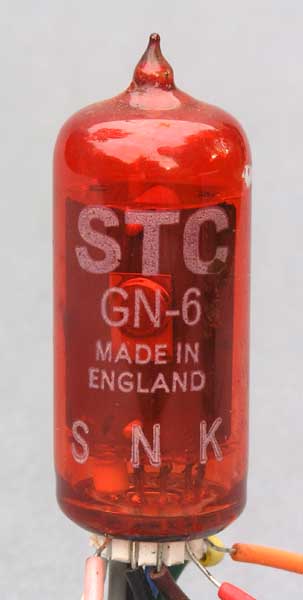 STC
GN-6
MADE IN
ENGLAND
S N K